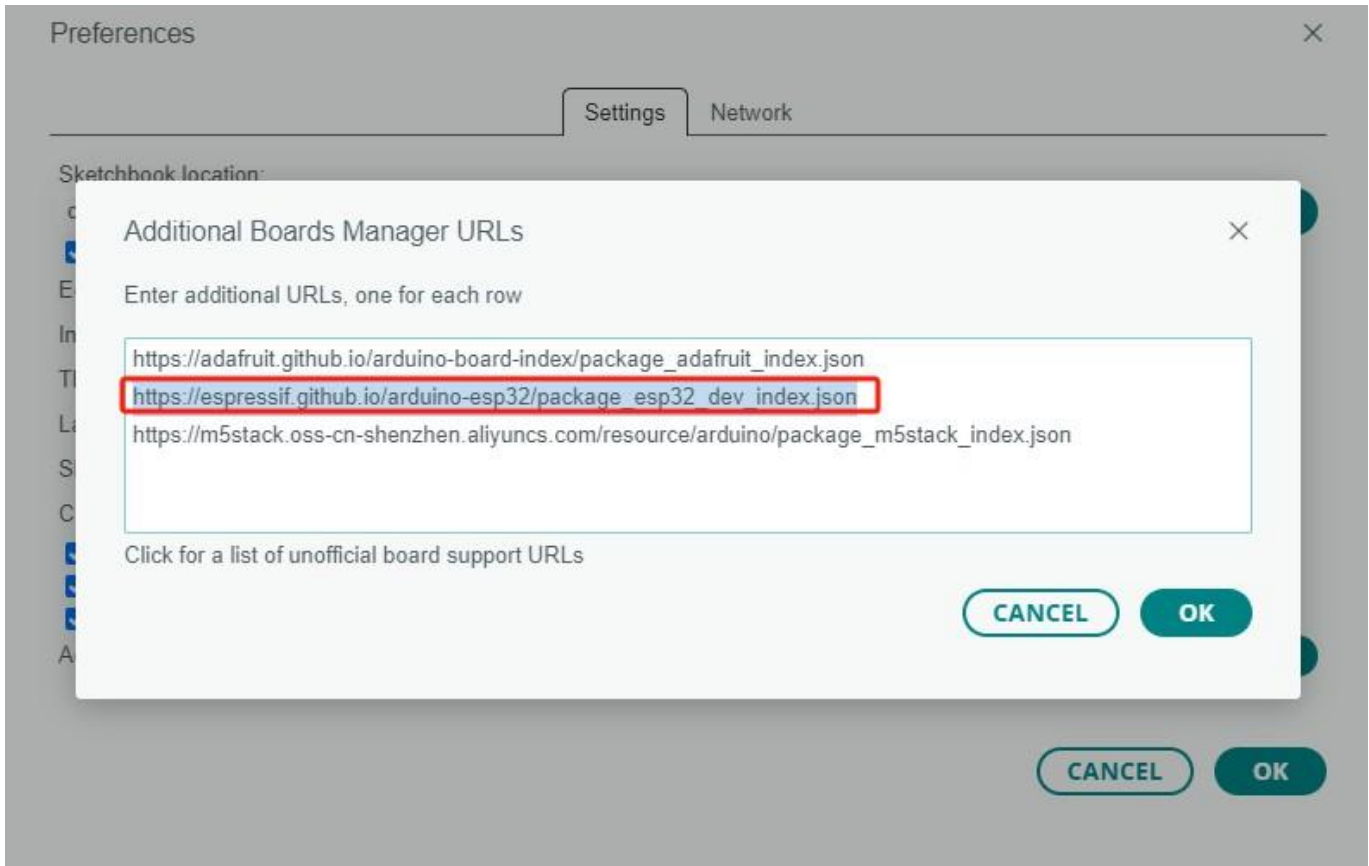 Preferences
Settings Network
Sketchbook location:
Additional Boards Manager URLs
Enter additional URLs, one for each row
https://adafruit.github.io/arduino-board-index/package_adafruit_index.json
https://espressif.github.io/arduino-esp32/package_esp32_dev_index.json
https://m5stack.oss-cn-shenzhen.aliyuncs.com/resource/arduino/package_m5stack_index.json
Click for a list of unofficial board support URLs
CANCEL OK
CANCEL OK